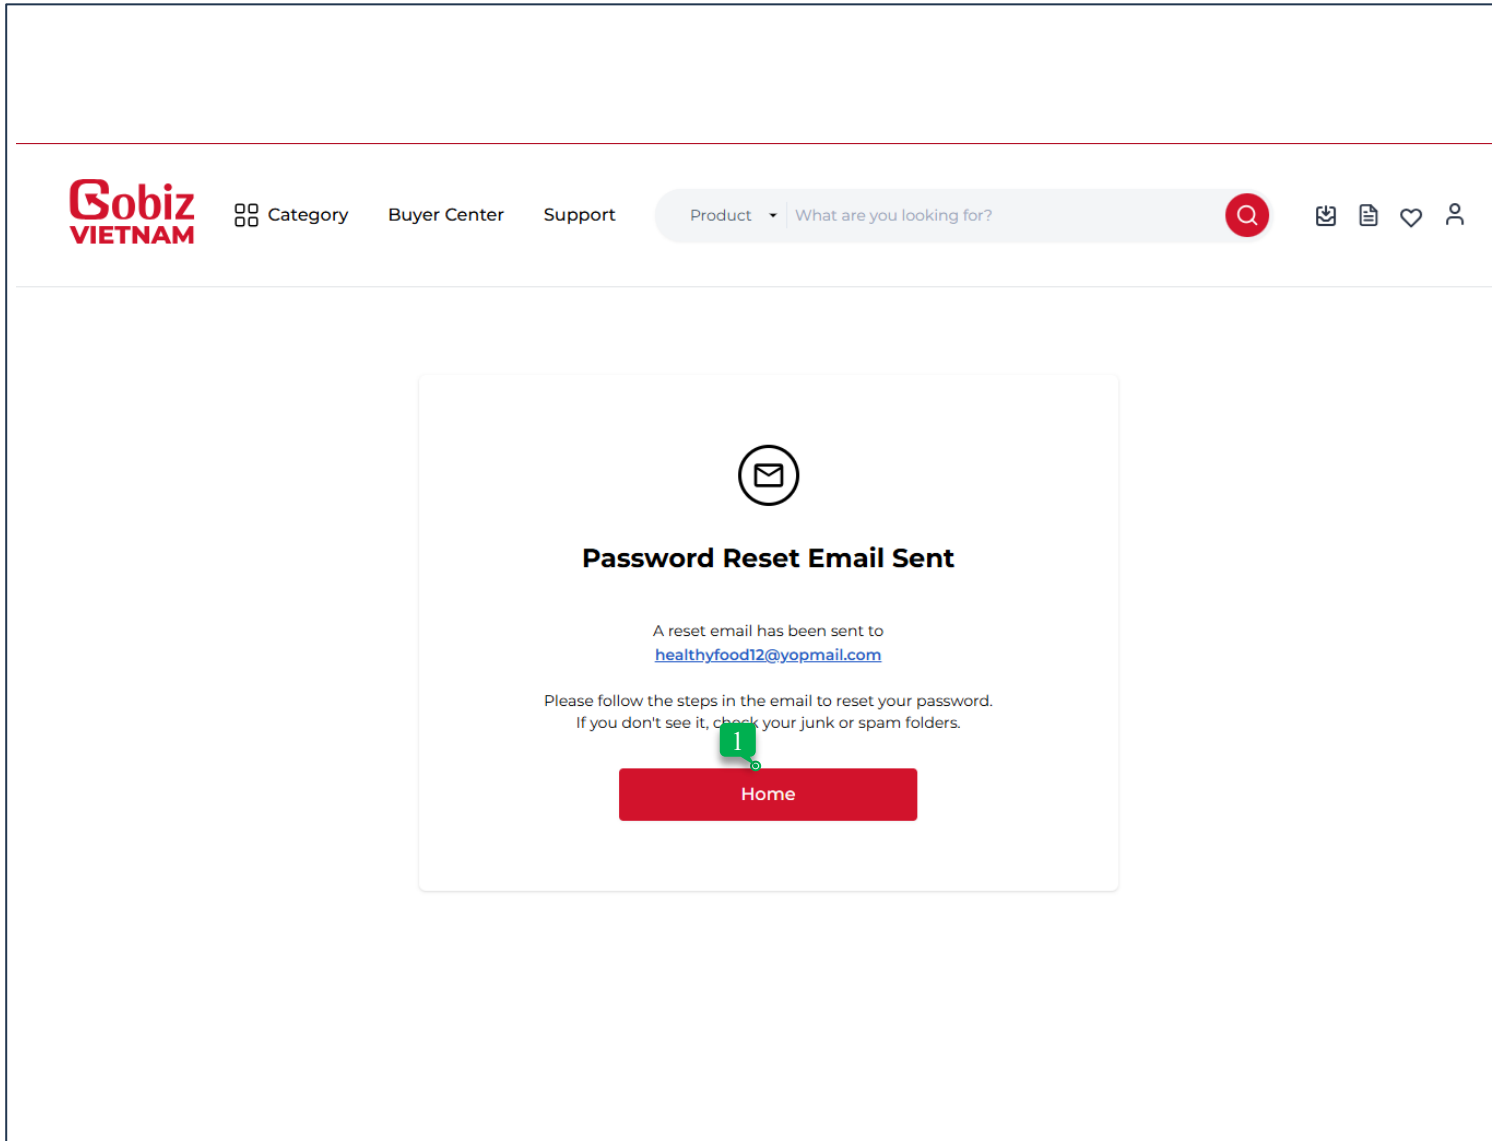 Gobiz
VIETNAM
Category
Buyer Center
Support
Product
What are you looking for?
Password Reset Email Sent
A reset email has been sent to
healthyfood12@yopmail.com
Please follow the steps in the email to reset your password.
If you don't see it, check your junk or spam folders.
1
Home